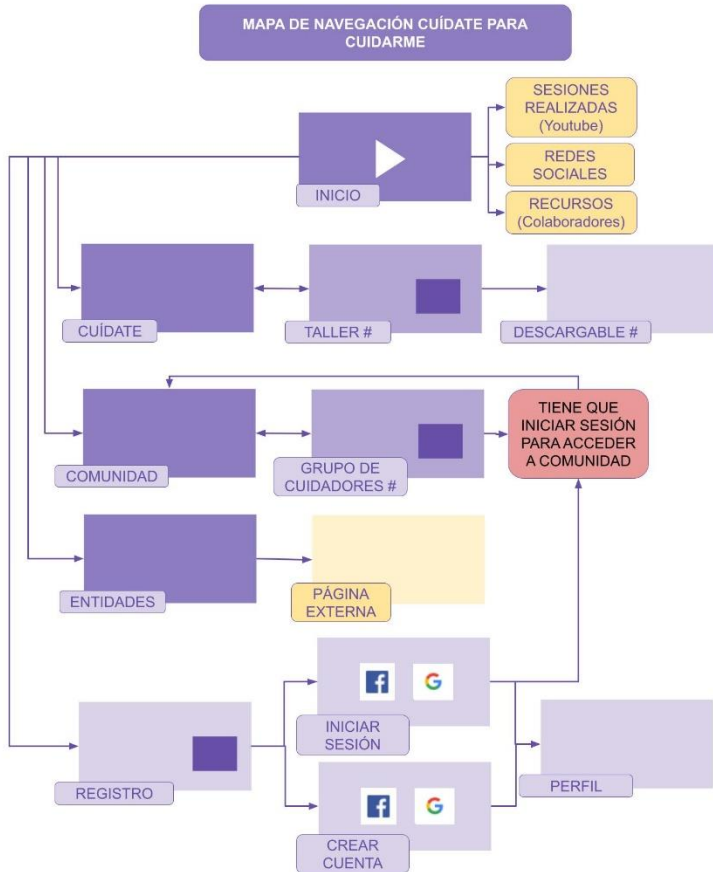 MAPA DE NAVEGACIÓN CUÍDATE PARA
CUIDARME
SESIONES
REALIZADAS
(Youtube)
REDES
SOCIALES
RECURSOS
(Colaboradores)
INICIO
CUÍDATE
TALLER #
DESCARGABLE #
TIENE QUE
INICIAR SESIÓN
PARA ACCEDER
A COMUNIDAD
COMUNIDAD
GRUPO DE
CUIDADORES #
ENTIDADES
PÁGINA
EXTERNA
INICIAR
SESIÓN
REGISTRO
PERFIL
CREAR
CUENTA